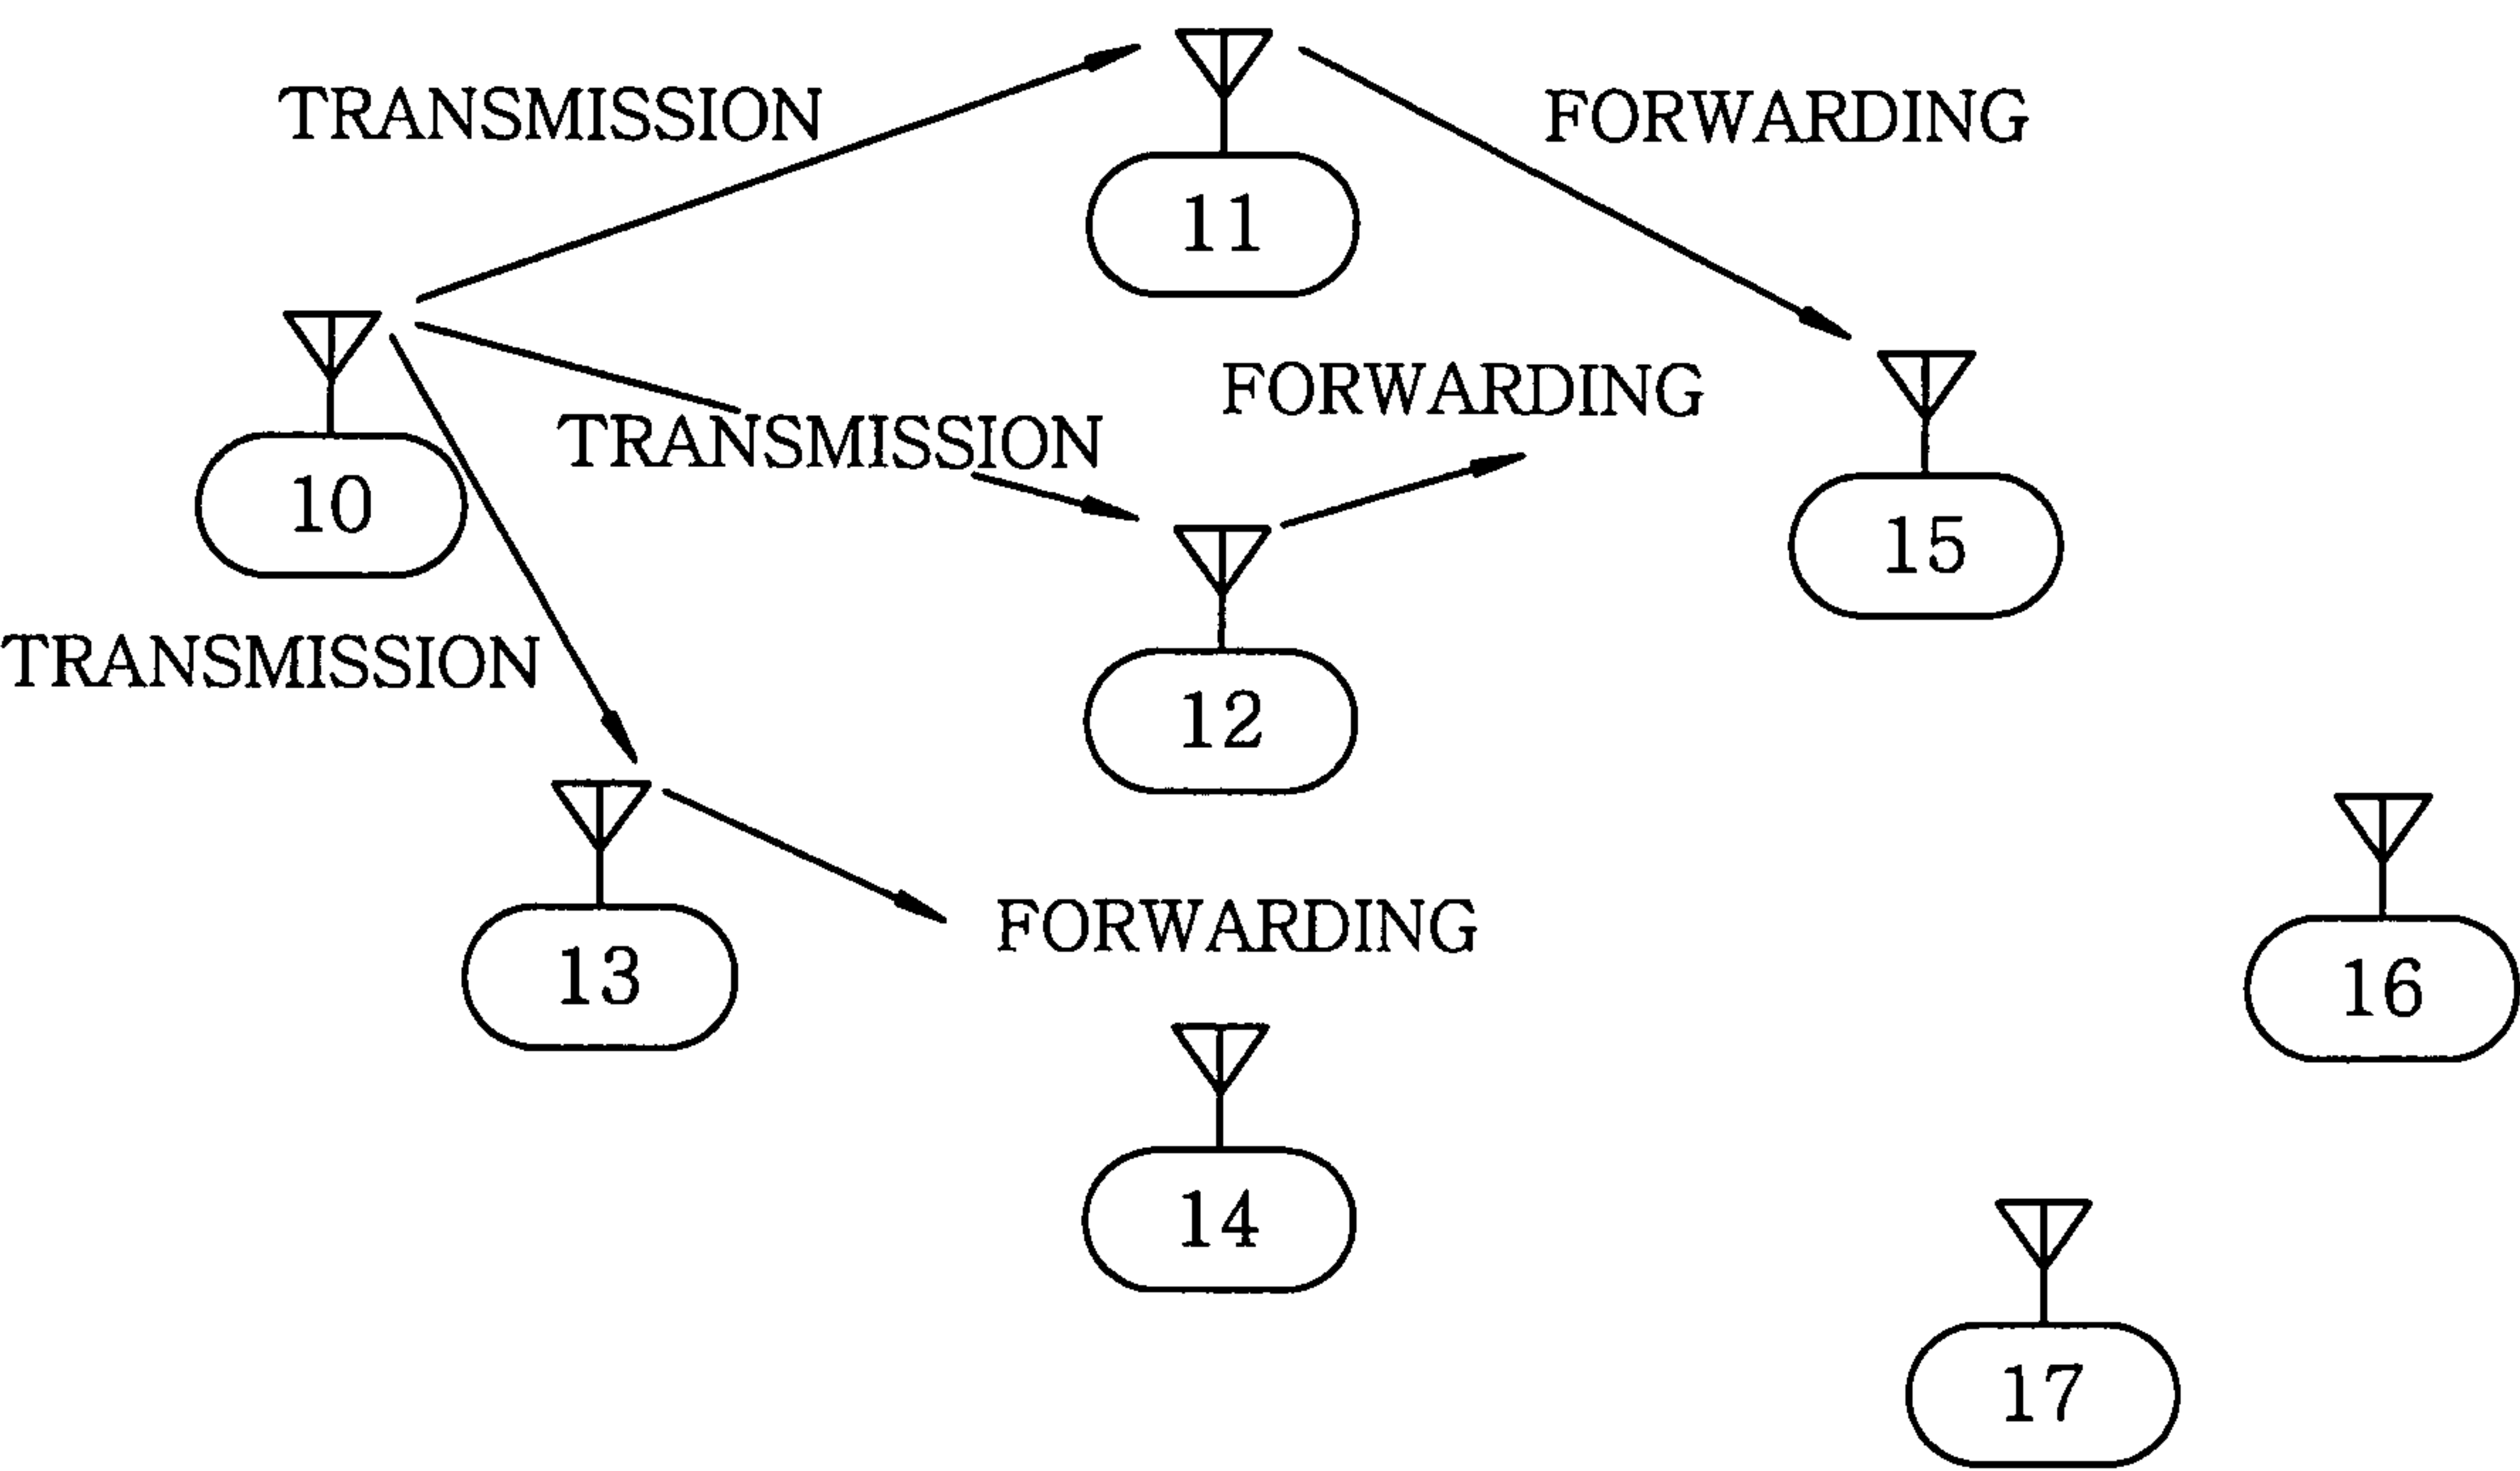 TRANSMISSION
FORWARDING
11
FORWARDING
TRANSMISSION
10
15
TRANSMISSION
12
FORWARDING
13
16
14
17